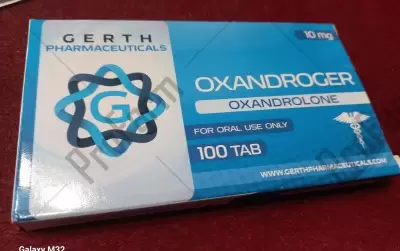 GERTH
PHARMACEUTICALS
10 mg
G
OXANDROGER
OXANDROLONE
FOR ORAL USE ONLY
100 TAB
WWW.GERTHPHARMACEUTICALS.COM
Galaxy M32